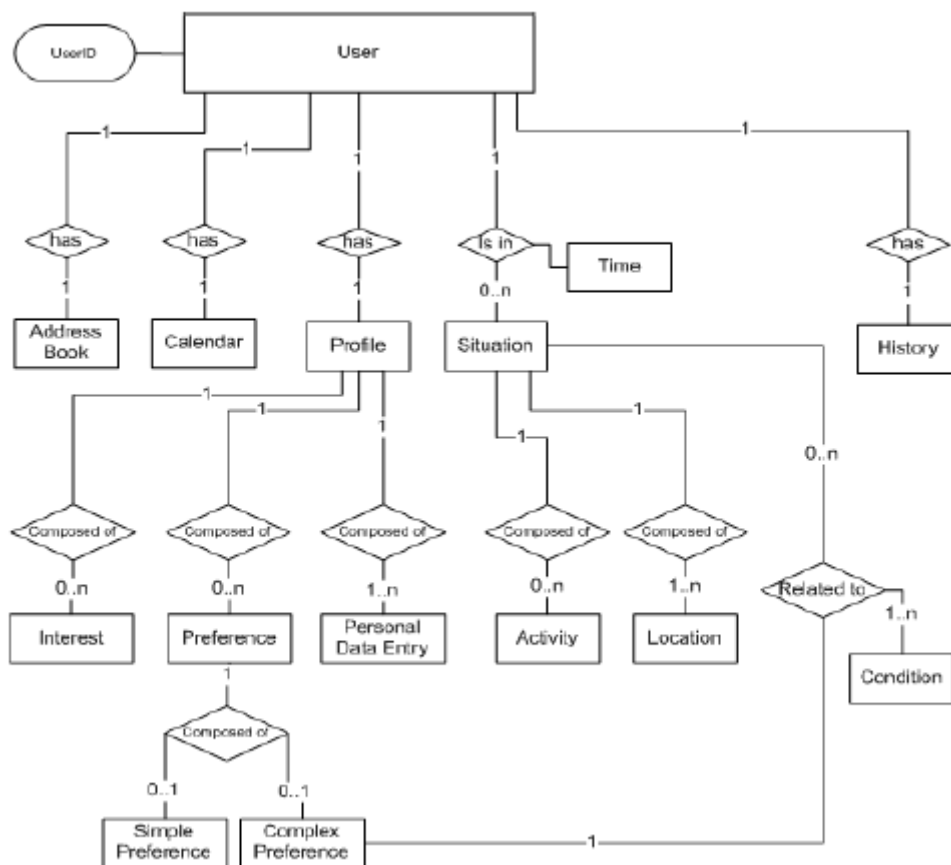 UserID
User
1
1
1
1
1
has
has
has
Is in
has
Time
1
1
1
0..n
1
Address
Book
Calendar
Profile
Situation
History
1
1
1
1
1
0..n
Composed of
Composed of
Composed of
Composed of
Composed of
0..n
0..n
1..n
0..n
1..n
Related to
1..n
Interest
Preference
Personal
Data Entry
Activity
Location
Condition
1
Composed of
0..1
0..1
Simple
Preference
Complex
Preference
1